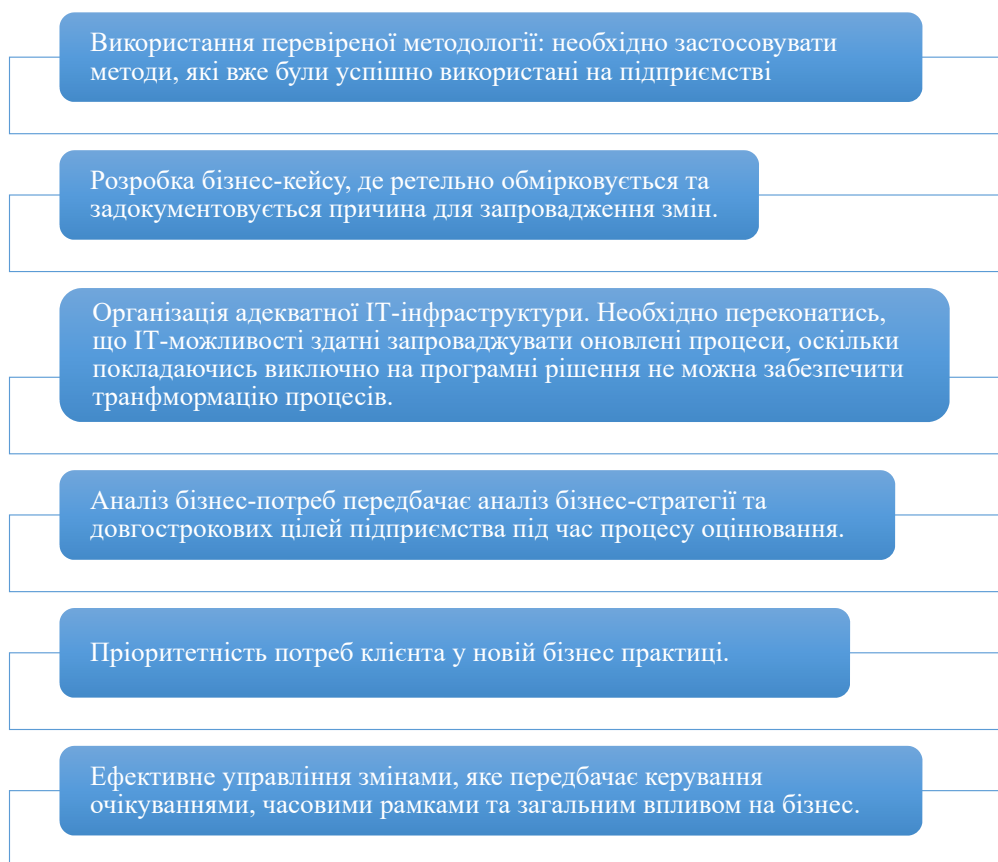 Використання перевіреної методології: необхідно застосовувати
методи, які вже були успішно використані на підприємстві
Розробка бізнес-кейсу, де ретельно обмірковується та
задокументовується причина для запровадження змін.
Організація адекватної ІТ-інфраструктури. Необхідно переконатись,
що ІТ-можливості здатні запроваджувати оновлені процеси, оскільки
покладаючись виключно на програмні рішення не можна забезпечити
транфмормацію процесів.
Аналіз бізнес-потреб передбачає аналіз бізнес-стратегії та
довгострокових цілей підприємства під час процесу оцінювання.
Пріоритетність потреб клієнта у новій бізнес практиці.
Ефективне управління змінами, яке передбачає керування
очікуваннями, часовими рамками та загальним впливом на бізнес.